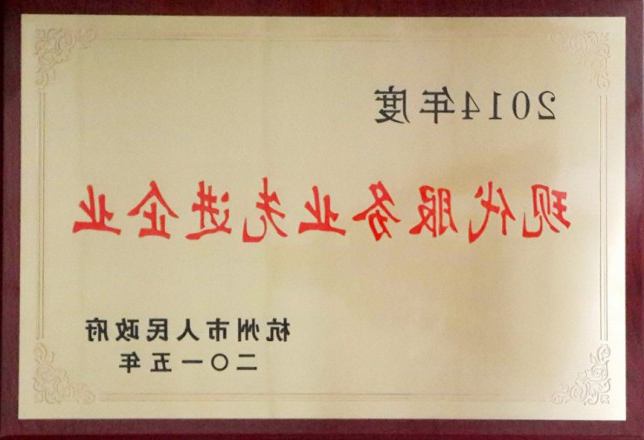 2014年度
现代服务业先进企业
杭州市人民政府
二〇一五年